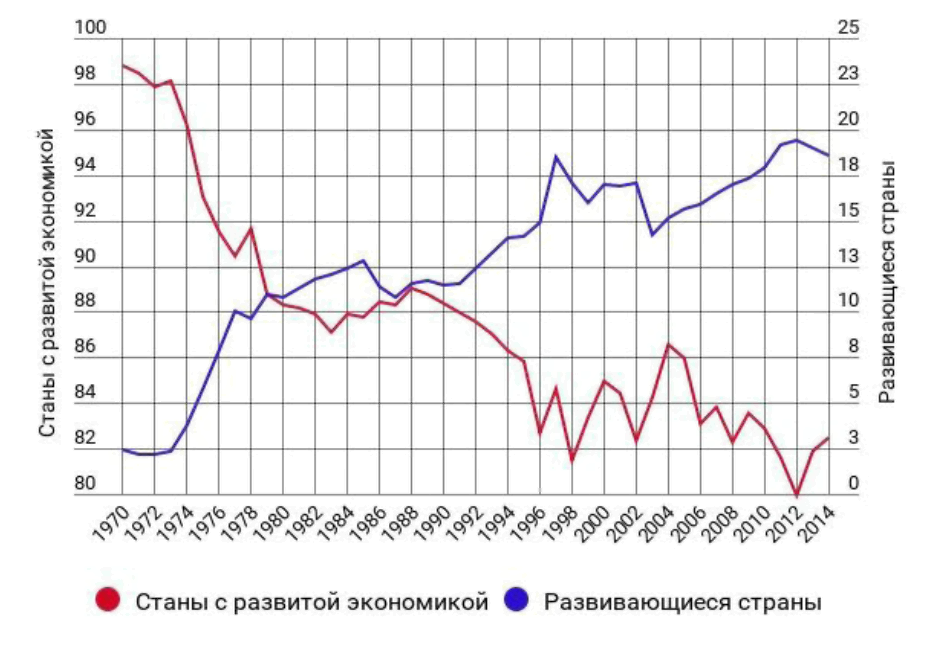 100 25
98 23
96 20
94 18
92 15
90 13
88 10
86 8
84 5
82 3
80 0
Станы с развитой экономикой
Развивающиеся страны
1970 1972 1974 1976 1978 1980 1982 1984 1986 1988 1990 1992 1994 1996 1998 2000 2002 2004 2006 2008 2010 2012 2014
Станы с развитой экономикой Развивающиеся страны